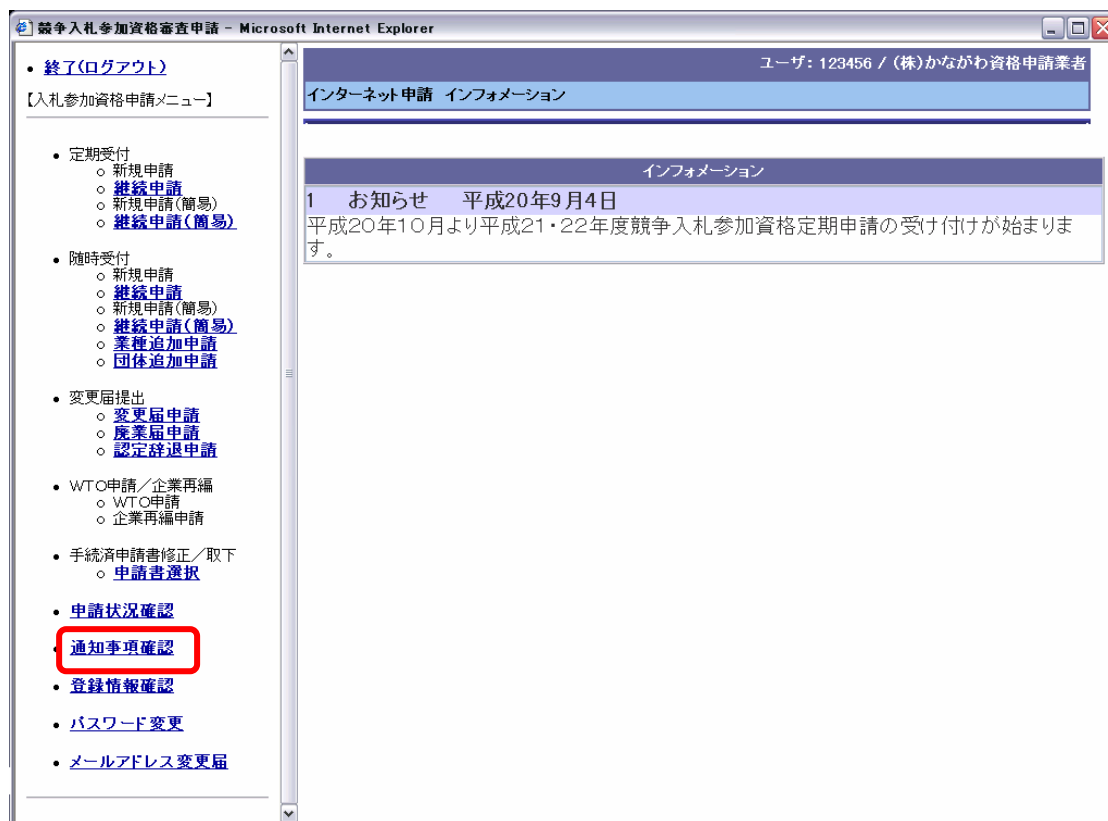 競争入札参加資格審査申請 - Microsoft Internet Explorer
終了(ログアウト)
【入札参加資格申請メニュー】
定期受付
新規申請
継続申請
新規申請(簡易)
継続申請(簡易)
随時受付
新規申請
継続申請
新規申請(簡易)
継続申請(簡易)
業種追加申請
団体追加申請
変更届提出
変更届申請
廃業届申請
認定辞退申請
WTO申請/企業再編
WTO申請
企業再編申請
手続済申請書修正/取下
申請書選択
申請状況確認
通知事項確認
登録情報確認
パスワード変更
メールアドレス変更届
ユーザ: 123456 / (株)かながわ資格申請業者
インターネット申請 インフォメーション
インフォメーション
1 お知らせ 平成20年9月4日
平成20年10月より平成21・22年度競争入札参加資格定期申請の受け付けが始まりま
す。